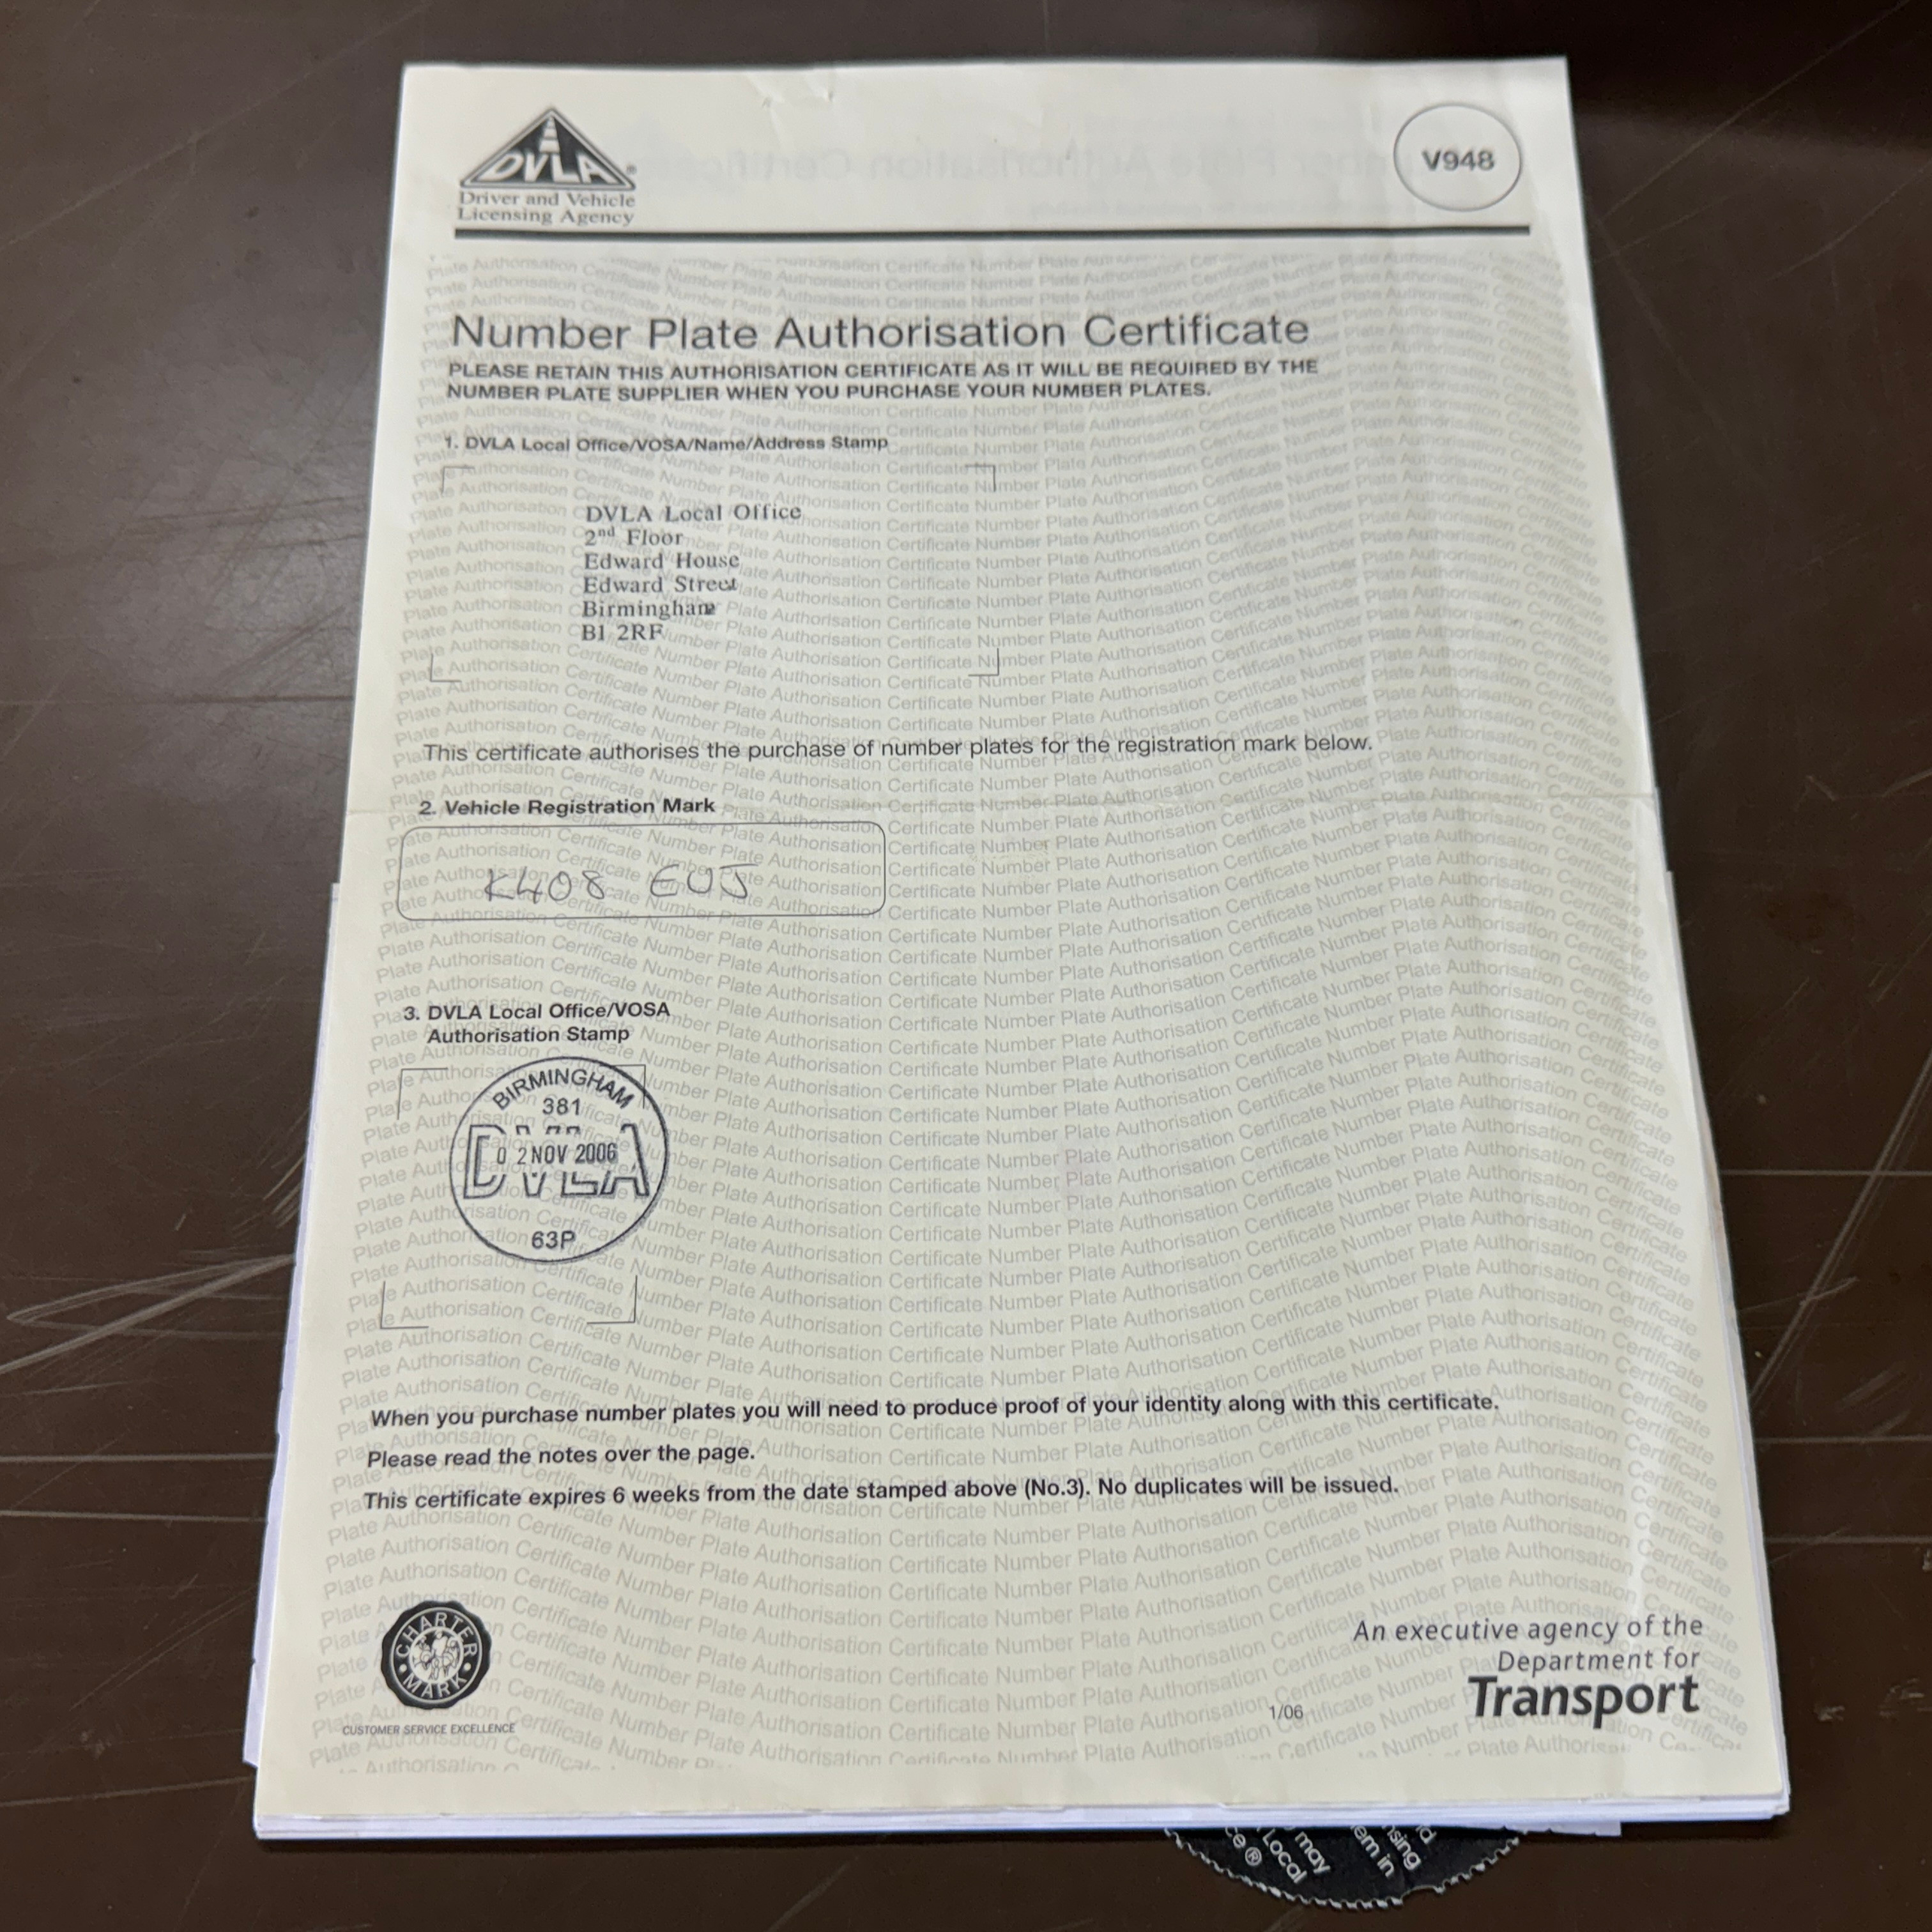 DVLA®
Driver and Vehicle
Licensing Agency
V948
Number Plate Authorisation Certificate
PLEASE RETAIN THIS AUTHORISATION CERTIFICATE AS IT WILL BE REQUIRED BY THE
NUMBER PLATE SUPPLIER WHEN YOU PURCHASE YOUR NUMBER PLATES.
1. DVLA Local Office/VOSA/Name/Address Stamp
DVLA Local Office
2nd Floor
Edward House
Edward Street
Birmingham
B1 2RF
This certificate authorises the purchase of number plates for the registration mark below.
2. Vehicle Registration Mark
K408 EUJ
3. DVLA Local Office/VOSA
Authorisation Stamp
BIRMINGHAM
381
DVLA
02 NOV 2006
63P
When you purchase number plates you will need to produce proof of your identity along with this certificate.
Please read the notes over the page.
This certificate expires 6 weeks from the date stamped above (No.3). No duplicates will be issued.
CHARTER
MARK
CUSTOMER SERVICE EXCELLENCE
1/06
An executive agency of the
Department for
Transport
Local
may
em in